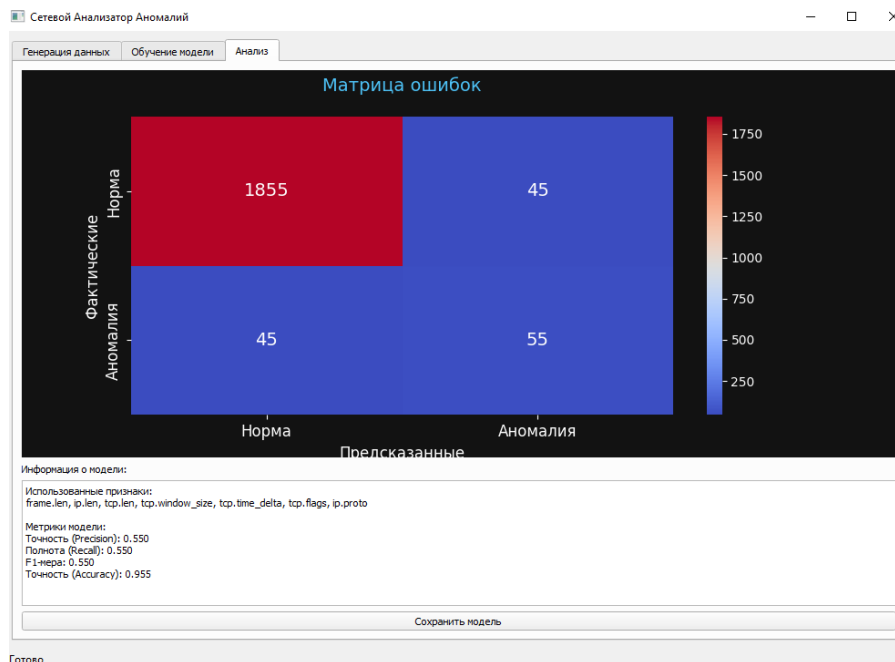 Сетевой Анализатор Аномалий
Генерация данных Обучение модели Анализ
Матрица ошибок
1855 45
45 55
Фактические
Норма
Аномалия
Норма Аномалия
Предсказанные
1750
1500
1250
1000
750
500
250
Информация о модели:
Использованные признаки:
frame.len, ip.len, tcp.len, tcp.window_size, tcp.time_delta, tcp.flags, ip.proto
Метрики модели:
Точность (Precision): 0.550
Полнота (Recall): 0.550
F1-мера: 0.550
Точность (Accuracy): 0.955
Сохранить модель
Готово